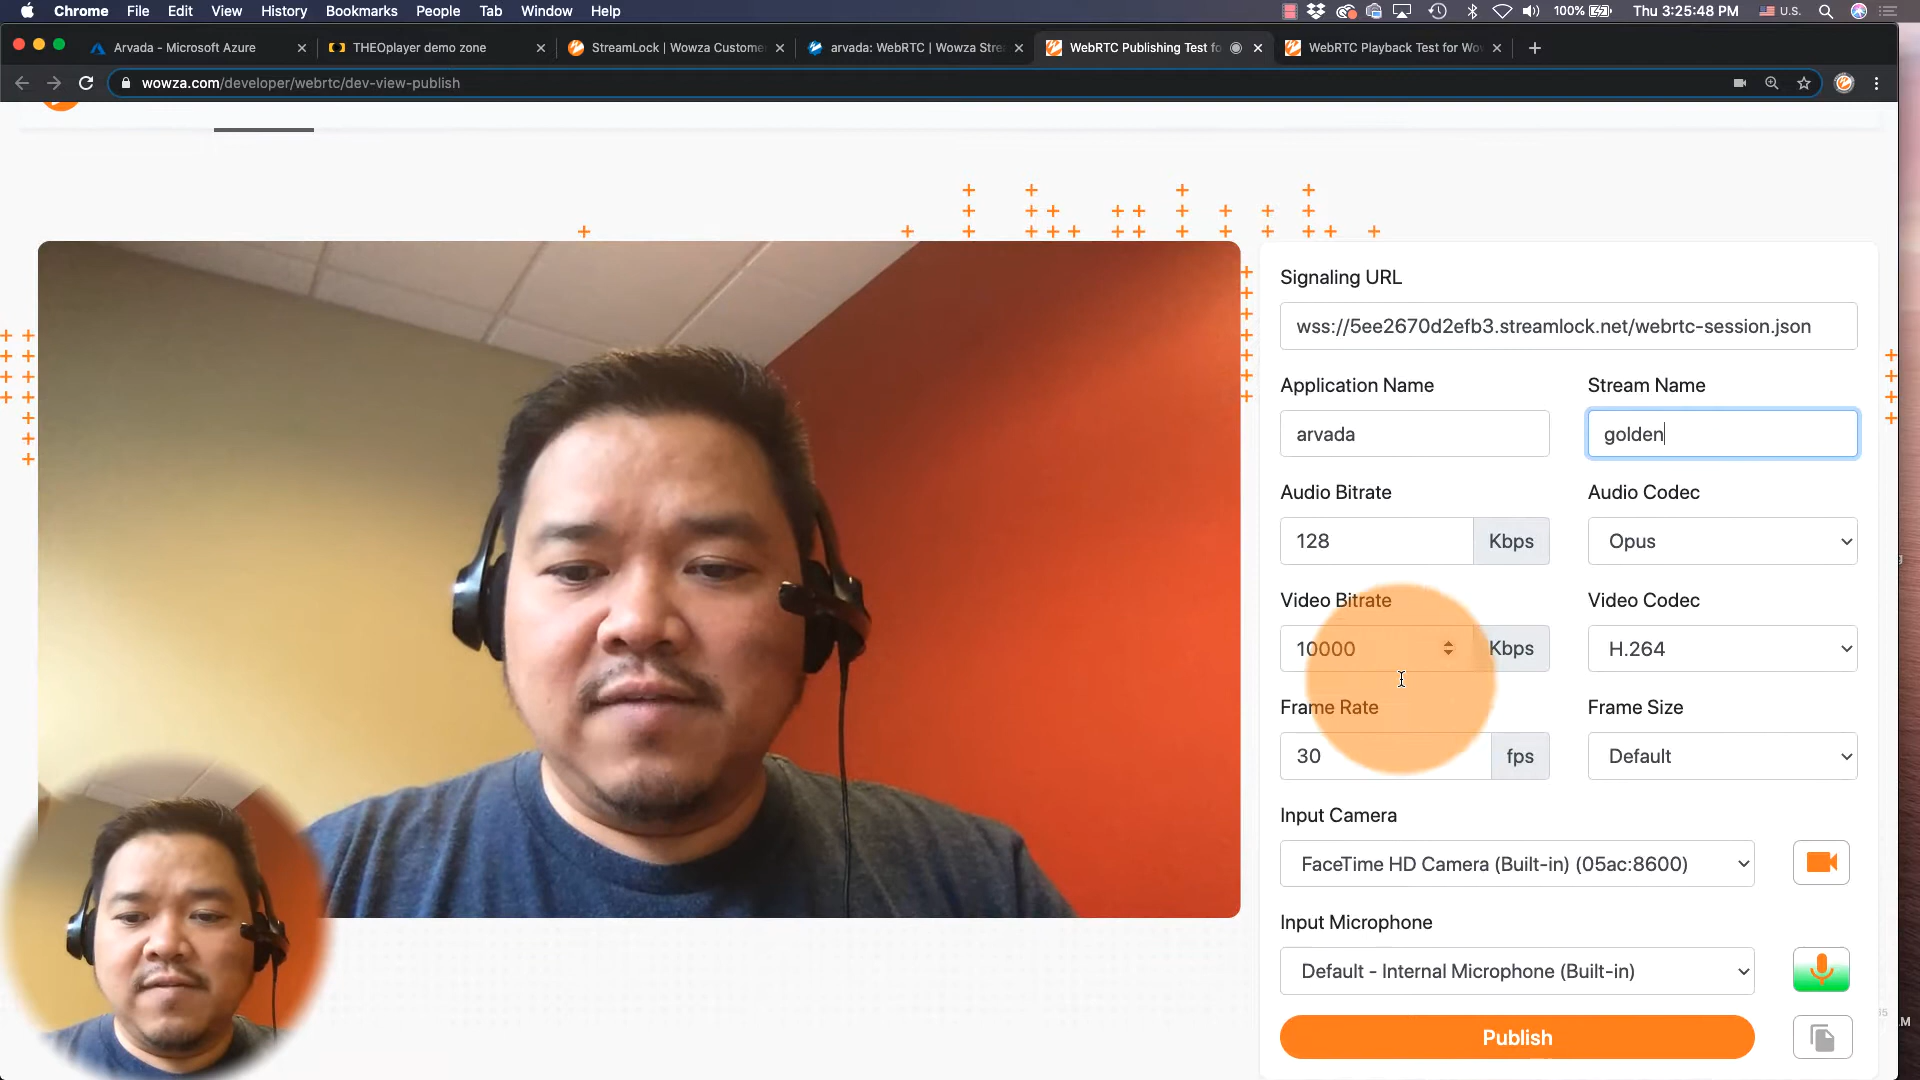 Chrome File Edit View History Bookmarks People Tab Window Help 100% Thu 3:25:48 PM U.S.
Arvada - Microsoft Azure THEOplayer demo zone StreamLock | Wowza Custome arvada: WebRTC | Wowza Stre WebRTC Publishing Test fo WebRTC Playback Test for Wo
wowza.com/developer/webrtc/dev-view-publish
Signaling URL
wss://5ee2670d2efb3.streamlock.net/webrtc-session.json
Application Name Stream Name
arvada golden
Audio Bitrate Audio Codec
128 Kbps Opus
Video Bitrate Video Codec
10000 Kbps H.264
Frame Rate Frame Size
30 fps Default
Input Camera
FaceTime HD Camera (Built-in) (05ac:8600)
Input Microphone
Default - Internal Microphone (Built-in)
Publish